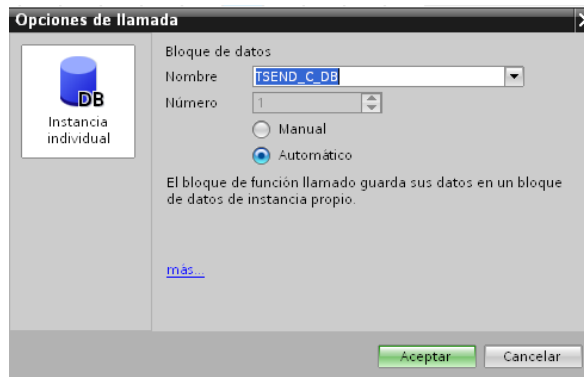 Opciones de llamada
DB
Instancia
individual
Bloque de datos
Nombre
TSEND_C_DB
Número
1
Manual
Automático
El bloque de función llamado guarda sus datos en un bloque
de datos de instancia propio.
más...
Aceptar
Cancelar